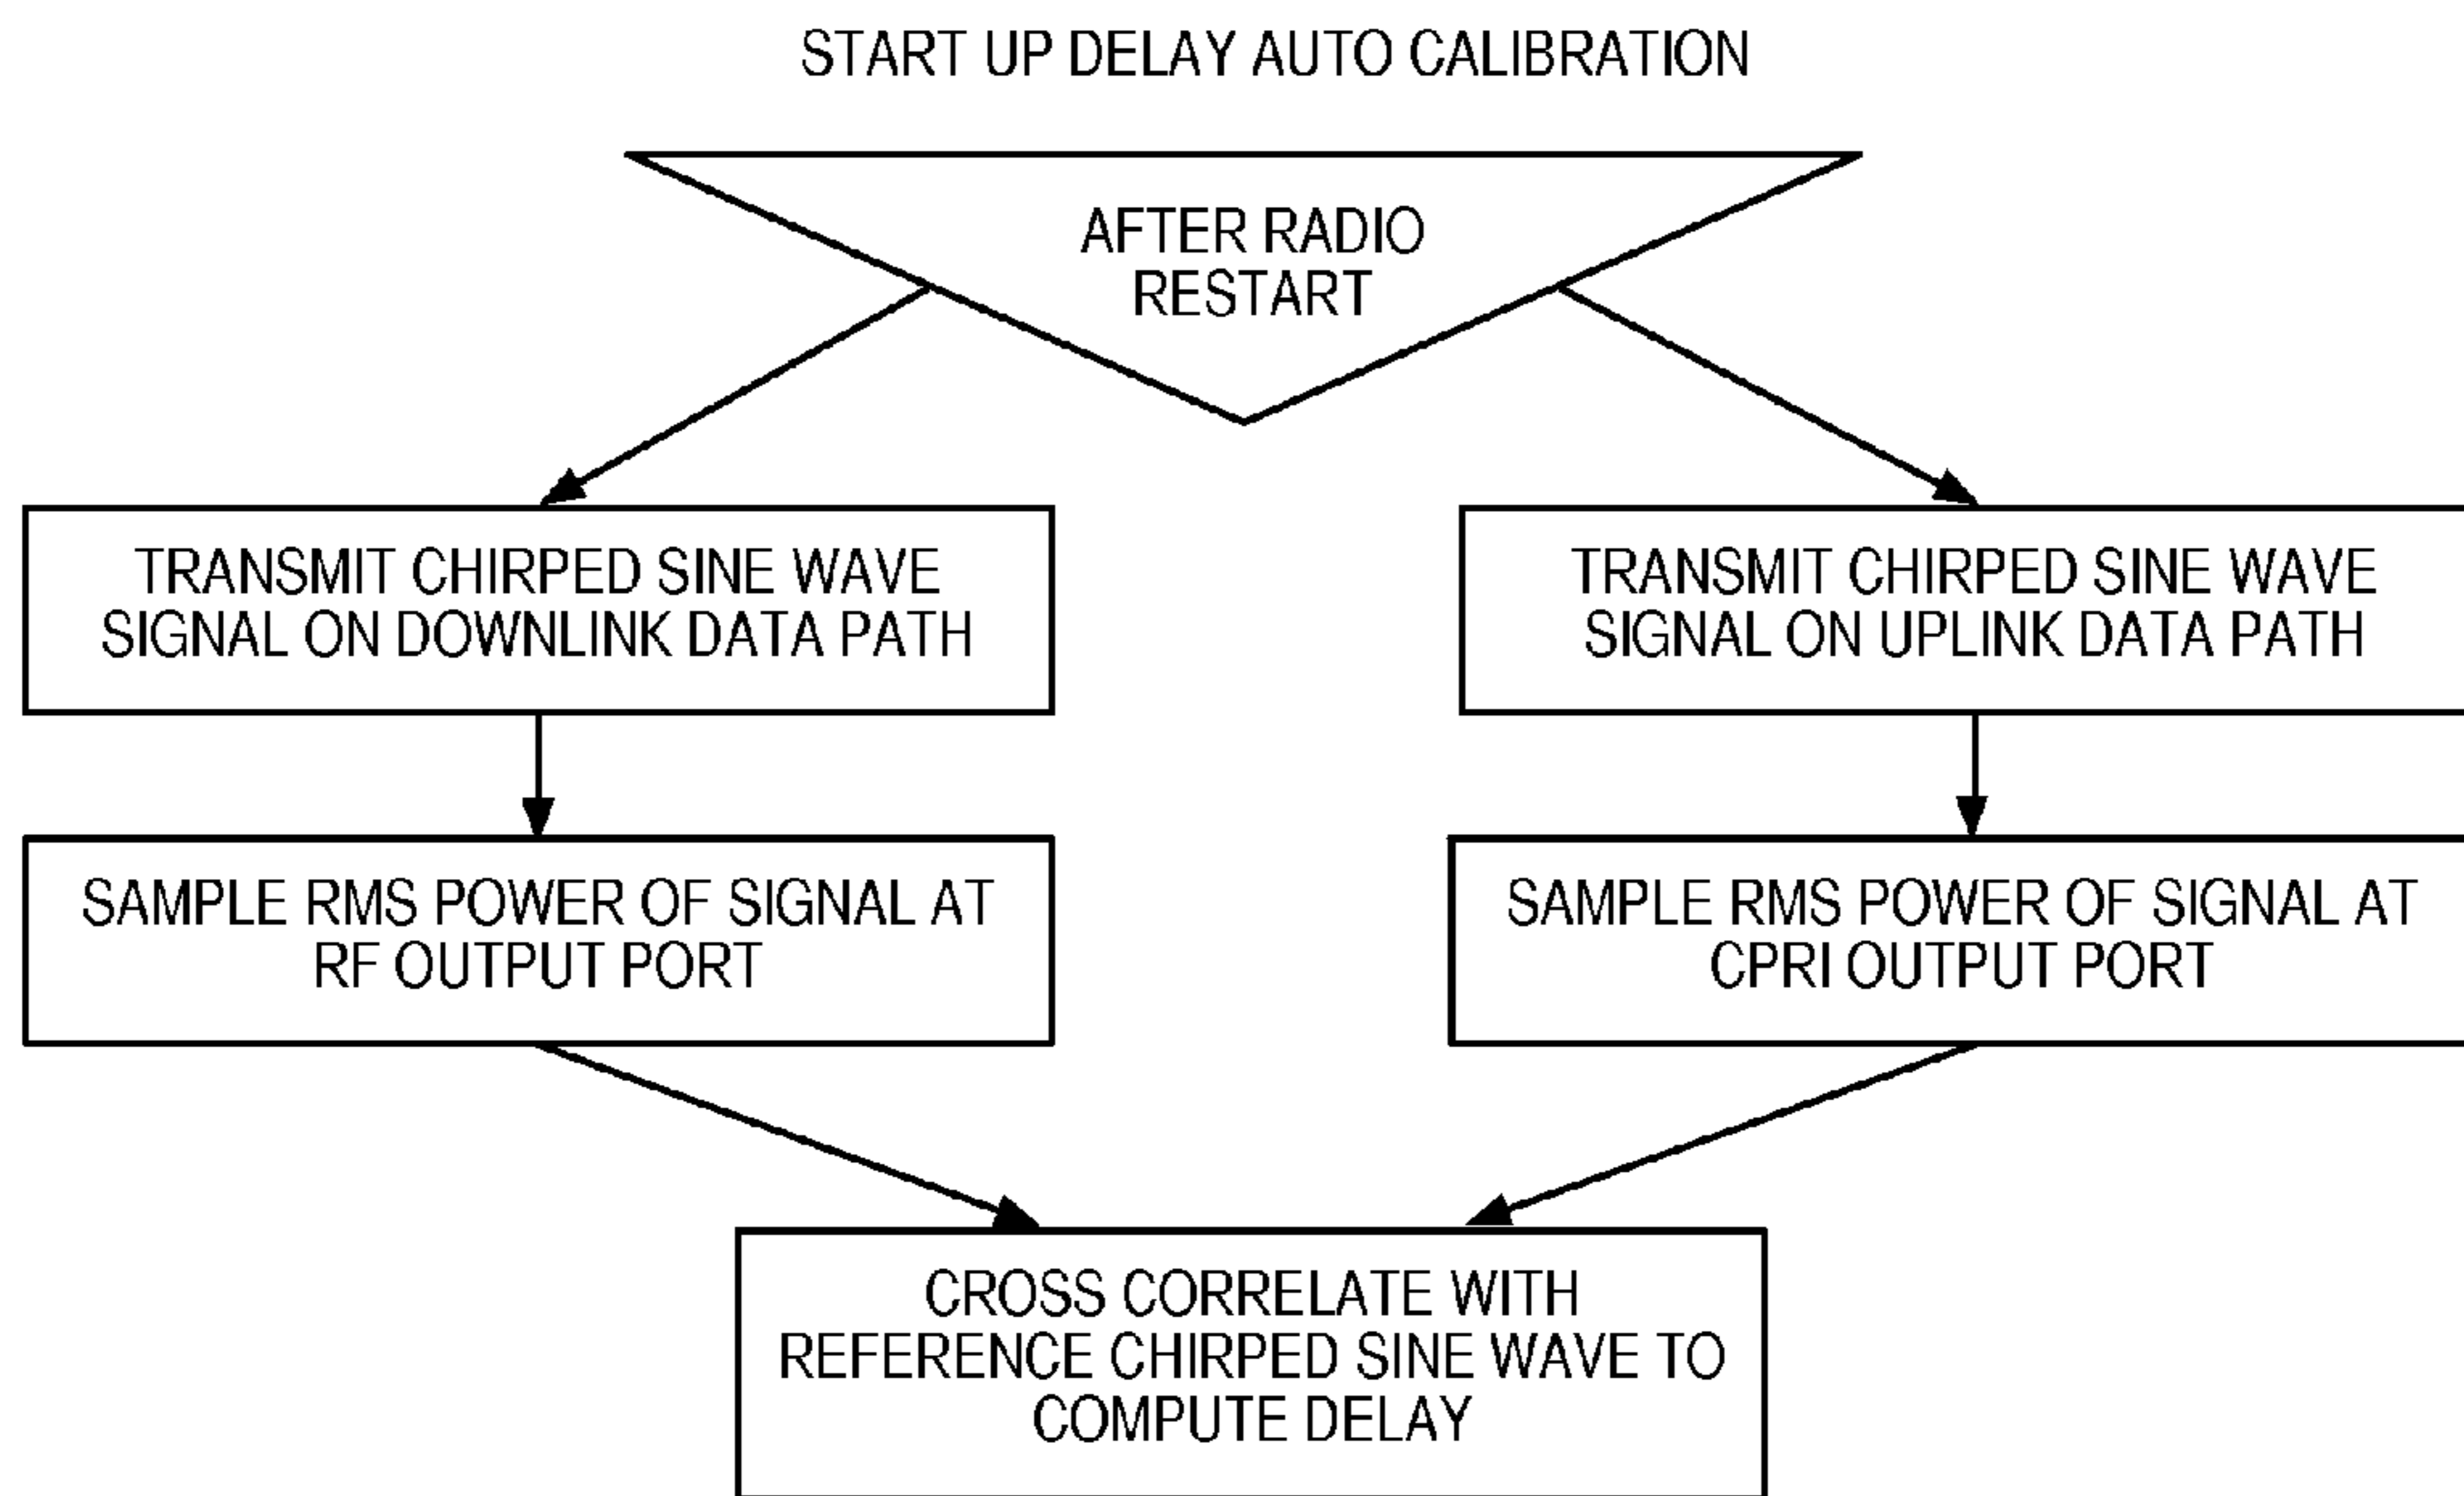 START UP DELAY AUTO CALIBRATION
AFTER RADIO
RESTART
TRANSMIT CHIRPED SINE WAVE
SIGNAL ON DOWNLINK DATA PATH
TRANSMIT CHIRPED SINE WAVE
SIGNAL ON UPLINK DATA PATH
SAMPLE RMS POWER OF SIGNAL AT
RF OUTPUT PORT
SAMPLE RMS POWER OF SIGNAL AT
CPRI OUTPUT PORT
CROSS CORRELATE WITH
REFERENCE CHIRPED SINE WAVE TO
COMPUTE DELAY